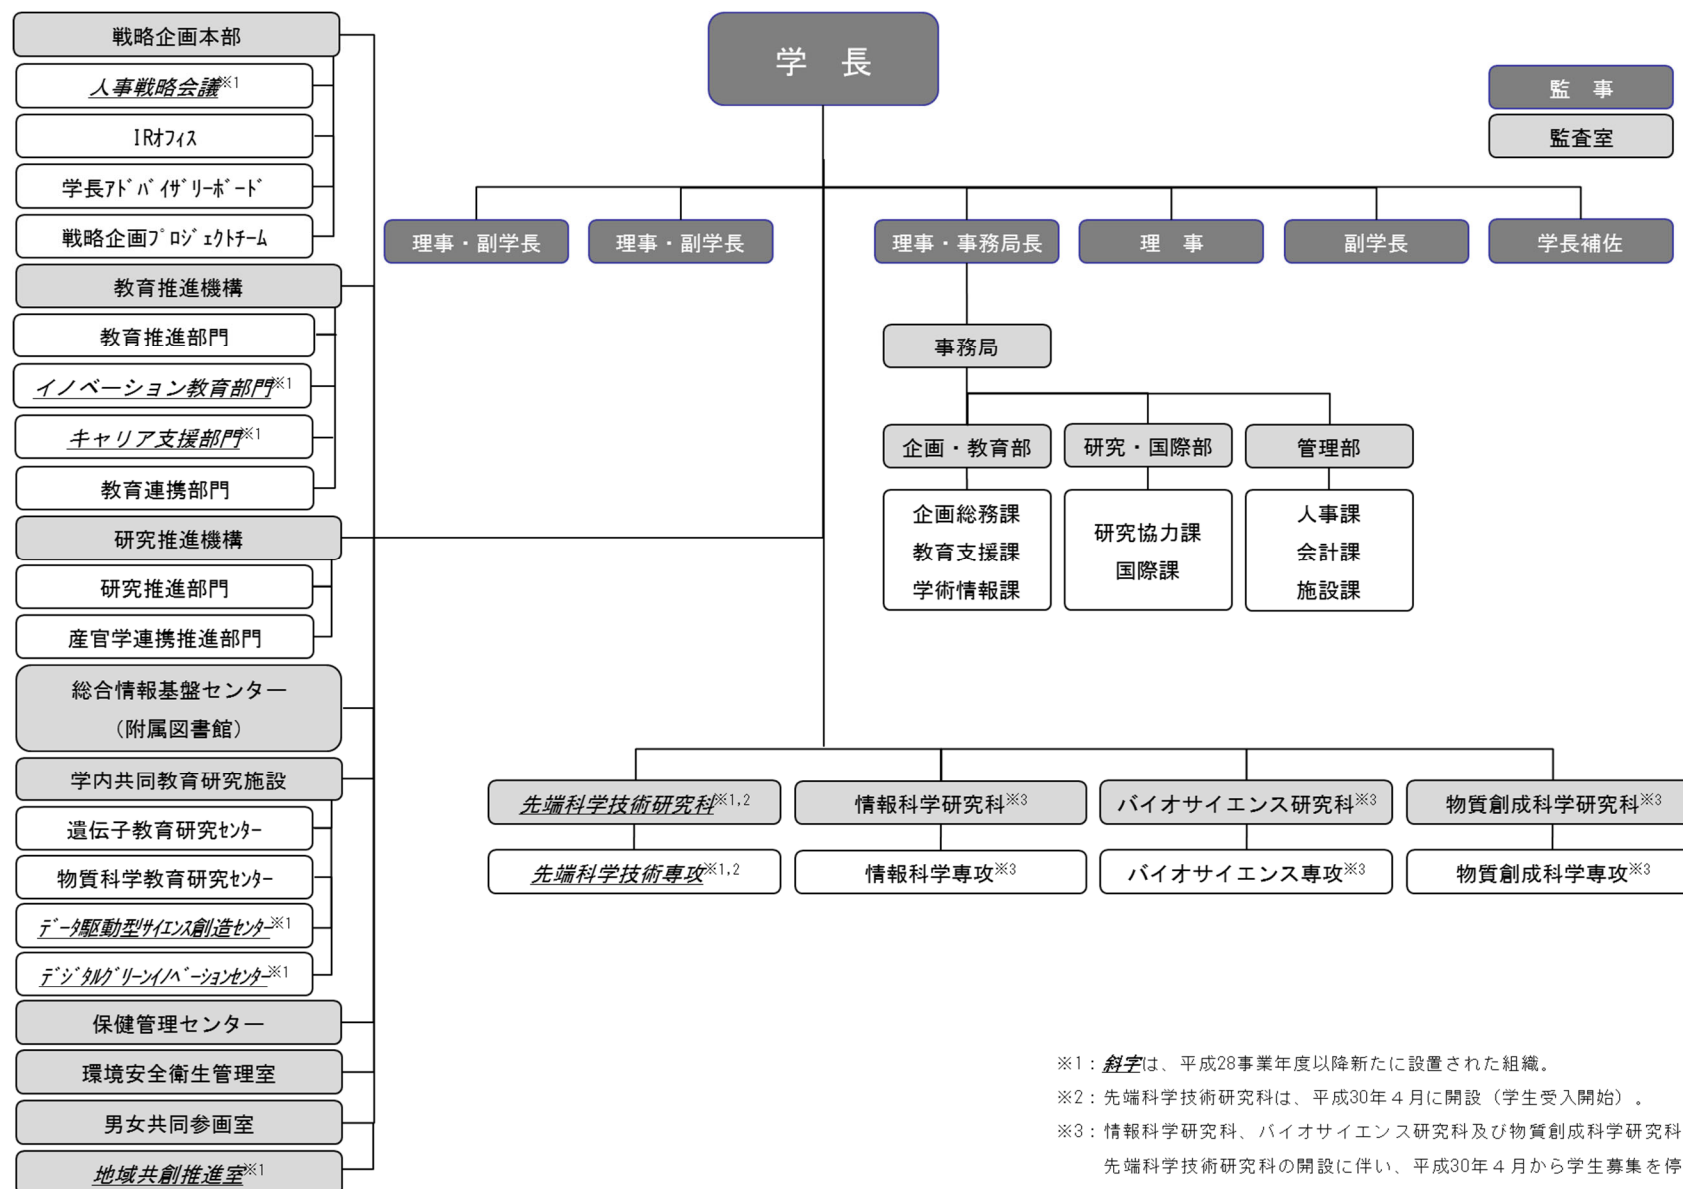 戦略企画本部
人事戦略会議※1
IRオフィス
学長アドバイザリーボード
戦略企画プロジェクトチーム
教育推進機構
教育推進部門
イノベーション教育部門※1
キャリア支援部門※1
教育連携部門
研究推進機構
研究推進部門
産官学連携推進部門
総合情報基盤センター
（附属図書館）
学内共同教育研究施設
遺伝子教育研究センター
物質科学教育研究センター
データ駆動型サイエンス創造センター※1
デジタルグリーンイノベーションセンター※1
保健管理センター
環境安全衛生管理室
男女共同参画室
地域共創推進室※1
学　長
監　事
監査室
理事・副学長
理事・副学長
理事・事務局長
理　事
副学長
学長補佐
事務局
企画・教育部
研究・国際部
管理部
企画総務課
教育支援課
学術情報課
研究協力課
国際課
人事課
会計課
施設課
先端科学技術研究科※1,2
情報科学研究科※3
バイオサイエンス研究科※3
物質創成科学研究科※3
先端科学技術専攻※1,2
情報科学専攻※3
バイオサイエンス専攻※3
物質創成科学専攻※3
※1：斜字は、平成28事業年度以降新たに設置された組織。
※2：先端科学技術研究科は、平成30年４月に開設（学生受入開始）。
※3：情報科学研究科、バイオサイエンス研究科及び物質創成科学研究科
先端科学技術研究科の開設に伴い、平成30年４月から学生募集を停